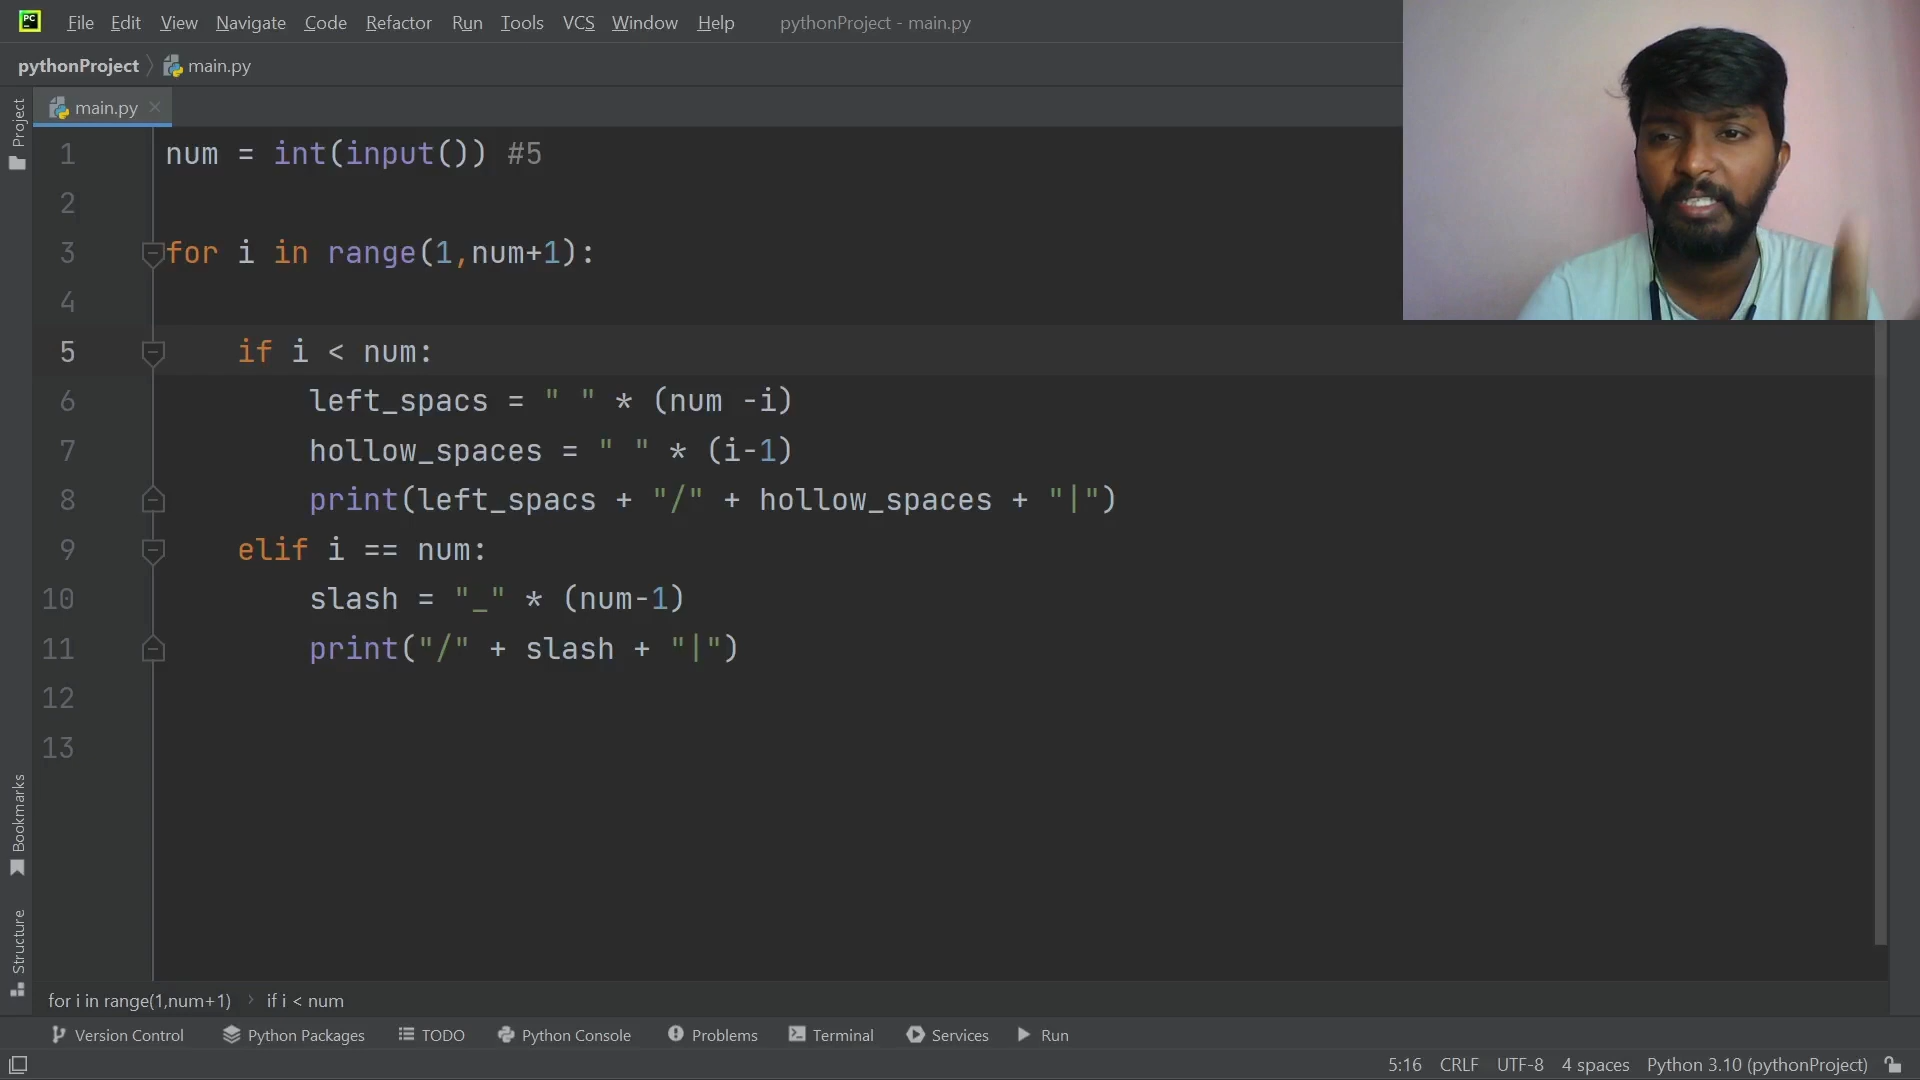 PC File Edit View Navigate Code Refactor Run Tools VCS Window Help pythonProject - main.py
pythonProject main.py
Project
main.py
1 num = int(input()) #5
2
3 for i in range(1,num+1):
4
5 if i < num:
6 left_spacs = " " * (num -i)
7 hollow_spaces = " " * (i-1)
8 print(left_spacs + "/" + hollow_spaces + "|")
9 elif i == num:
10 slash = "_" * (num-1)
11 print("/" + slash + "|")
12
13
Bookmarks
Structure
for i in range(1,num+1) if i < num
Version Control Python Packages TODO Python Console Problems Terminal Services Run
5:16 CRLF UTF-8 4 spaces Python 3.10 (pythonProject)